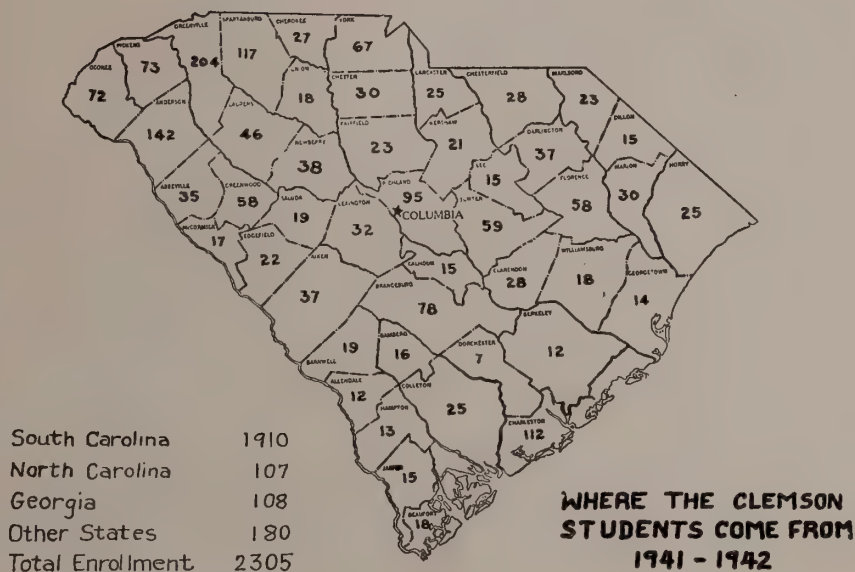 GREENVILLE
SPARTANBURG
CHEROKEE
YORK
27
67
117
PICKENS
204
OCONEE
73
72
UNION
18
CHESTER
30
LANCASTER
25
CHESTERFIELD
28
MARLBORO
23
ANDERSON
142
LAURENS
46
DILLON
15
NEWBERRY
38
FAIRFIELD
23
KERSHAW
21
DARLINGTON
37
LEE
15
MARION
30
HORRY
25
ABBEVILLE
35
GREENWOOD
58
SALUDA
19
LEXINGTON
32
RICHLAND
95
COLUMBIA
SUMTER
59
FLORENCE
58
McCORMICK
17
EDGEFIELD
22
AIKEN
37
CALHOUN
15
CLARENDON
28
WILLIAMSBURG
18
GEORGETOWN
14
ORANGEBURG
78
BERKELEY
12
BARNWELL
19
BAMBERG
16
DORCHESTER
7
ALLENDALE
12
COLLETON
25
HAMPTON
13
CHARLESTON
112
JASPER
15
BEAUFORT
18
South Carolina 1910
North Carolina 107
Georgia 108
Other States 180
Total Enrollment 2305
WHERE THE CLEMSON
STUDENTS COME FROM
1941 - 1942